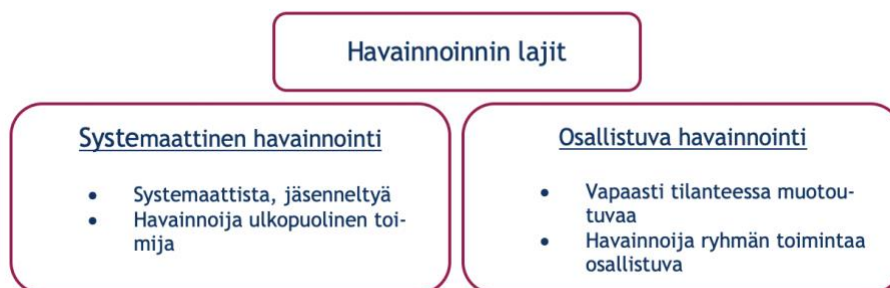 Havainnoinnin lajit
Systemaattinen havainnointi
• Systemaattista, jäsenneltyä
• Havainnoija ulkopuolinen toi-
mija
Osallistuva havainnointi
• Vapaasti tilanteessa muotou-
tuvaa
• Havainnoija ryhmän toimintaa
osallistuva